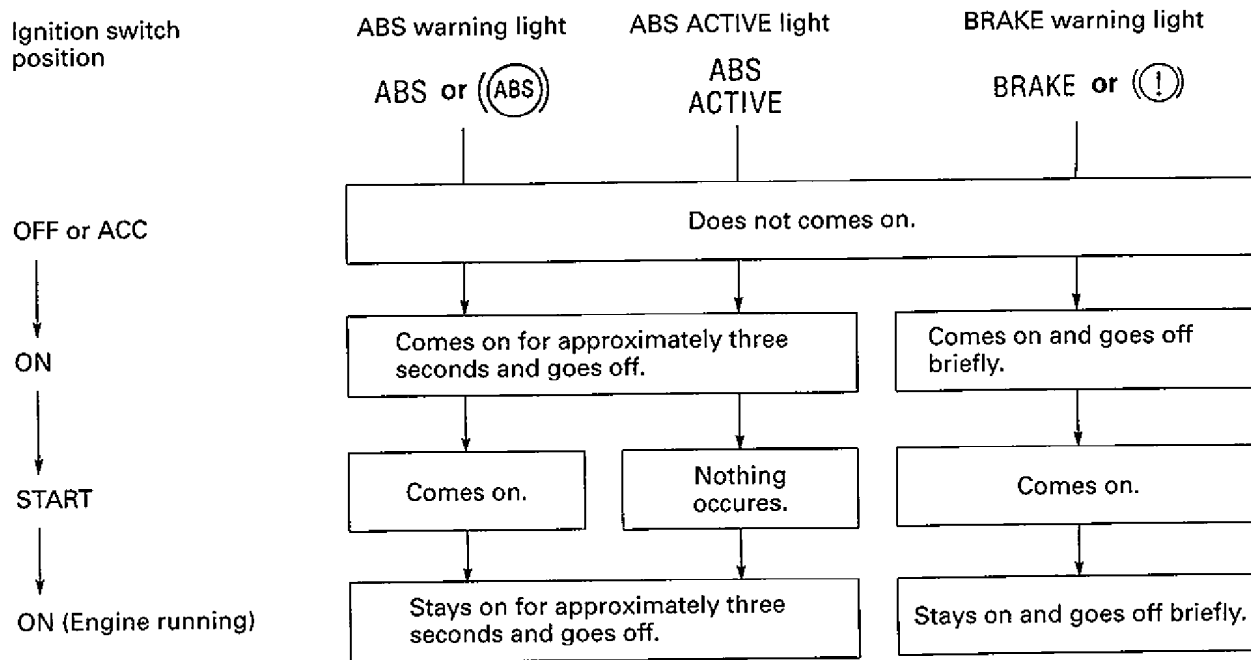 Ignition switch
position
ABS warning light
ABS or ((ABS))
ABS ACTIVE light
ABS
ACTIVE
BRAKE warning light
BRAKE or ((!))
OFF or ACC
Does not comes on.
ON
Comes on for approximately three
seconds and goes off.
Comes on and goes off
briefly.
START
Comes on.
Nothing
occures.
Comes on.
ON (Engine running)
Stays on for approximately three
seconds and goes off.
Stays on and goes off briefly.